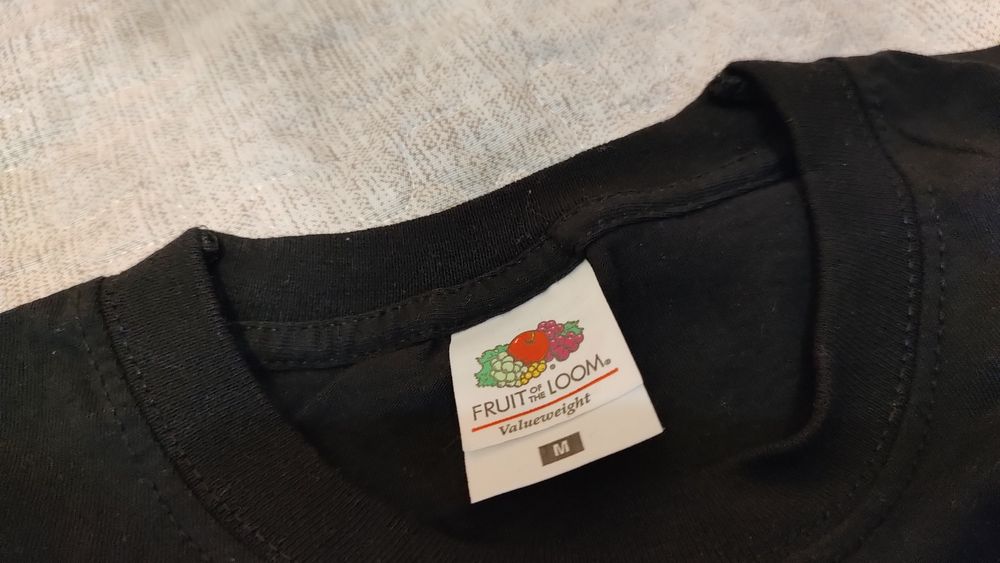 FRUIT OF THE LOOM®
Valueweight
M